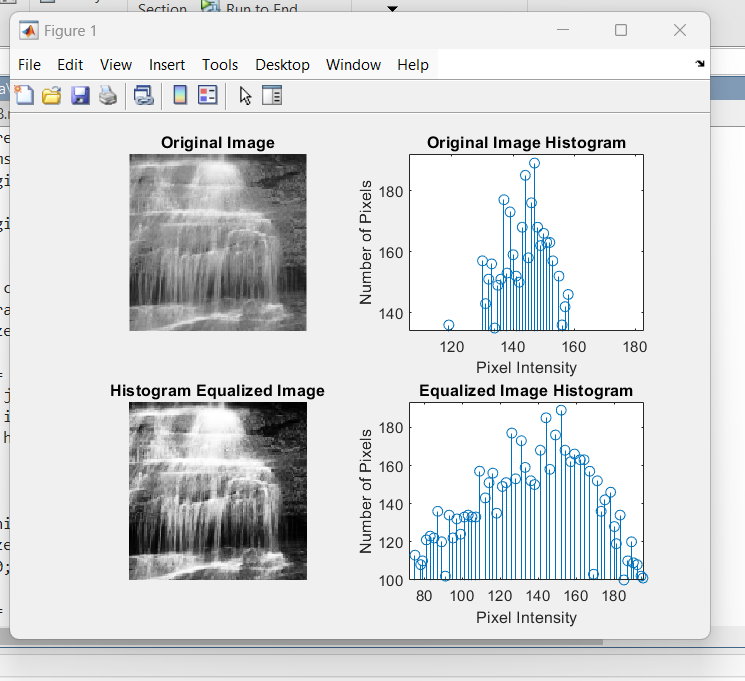 Section
Run to End
Figure 1
File Edit View Insert Tools Desktop Window Help
Original Image
Original Image Histogram
Number of Pixels
180
160
140
120 140 160 180
Pixel Intensity
Histogram Equalized Image
Equalized Image Histogram
Number of Pixels
180
160
140
120
100
80 100 120 140 160 180
Pixel Intensity